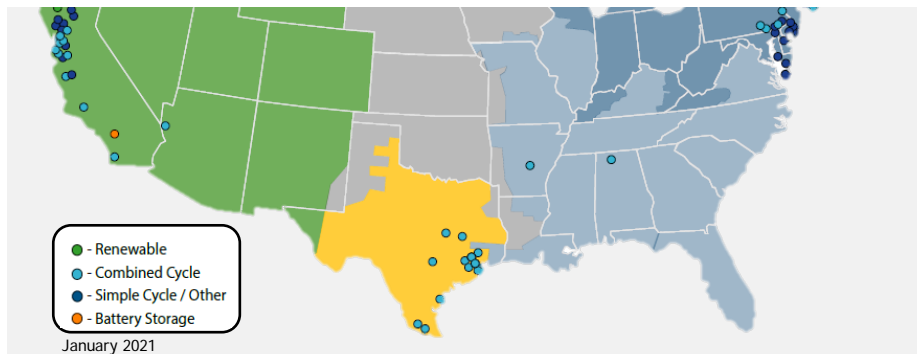 - Renewable
- Combined Cycle
- Simple Cycle / Other
- Battery Storage
January 2021